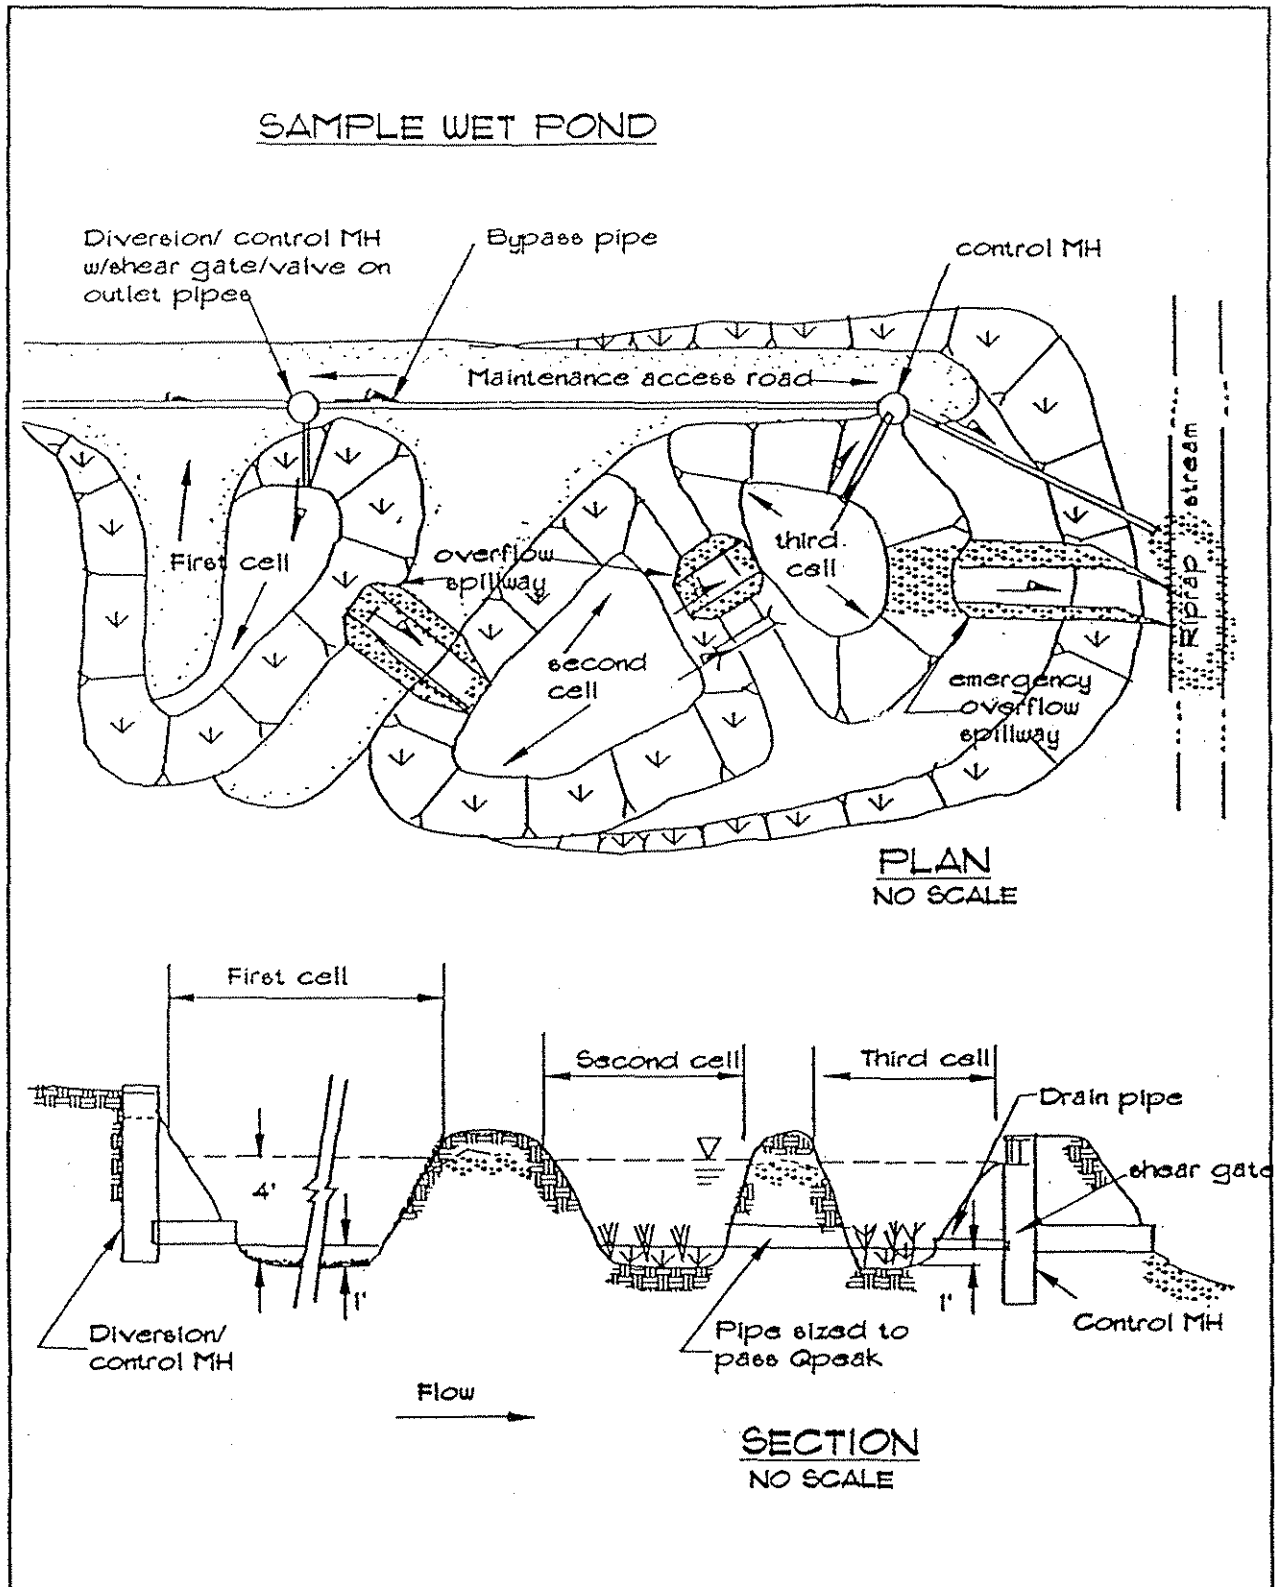 SAMPLE WET POND
Diversion/ control MH
w/shear gate/valve on
outlet pipes
Bypass pipe
control MH
Maintenance access road
First cell
overflow
spillway
third
cell
second
cell
emergency
overflow
spillway
Riprap stream
PLAN
NO SCALE
First cell
Second cell
Third cell
Drain pipe
shear gate
4'
1'
1'
Diversion/
control MH
Pipe sized to
pass Qpeak
Control MH
Flow
SECTION
NO SCALE